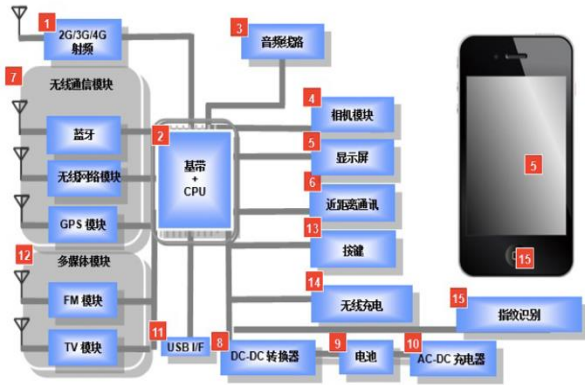 1
2G/3G/4G
射频
3
音频线路
7
无线通信模块
4
相机模块
蓝牙
2
基带
+
CPU
5
显示屏
5
无线网络模块
6
近距离通讯
GPS 模块
13
按键
12
多媒体模块
15
14
无线充电
FM 模块
15
指纹识别
11
USB I/F
8
DC-DC 转换器
9
电池
10
AC-DC 充电器
TV 模块